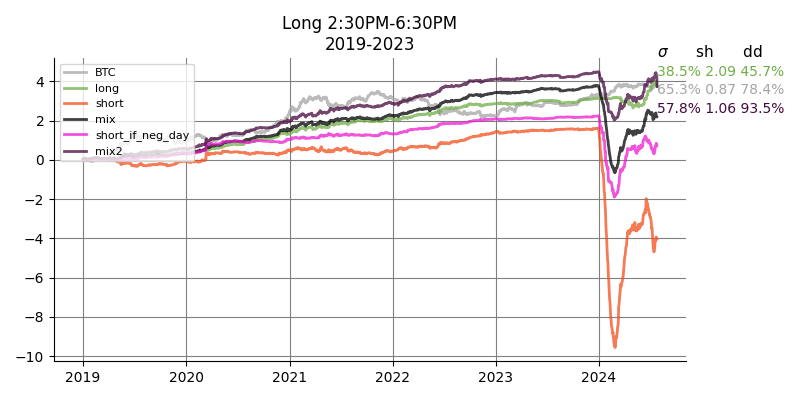 Long 2:30PM-6:30PM
2019-2023
σ sh dd
38.5% 2.09 45.7%
65.3% 0.87 78.4%
57.8% 1.06 93.5%
BTC
long
short
mix
short_if_neg_day
mix2
4
2
0
−2
−4
−6
−8
−10
2019 2020 2021 2022 2023 2024